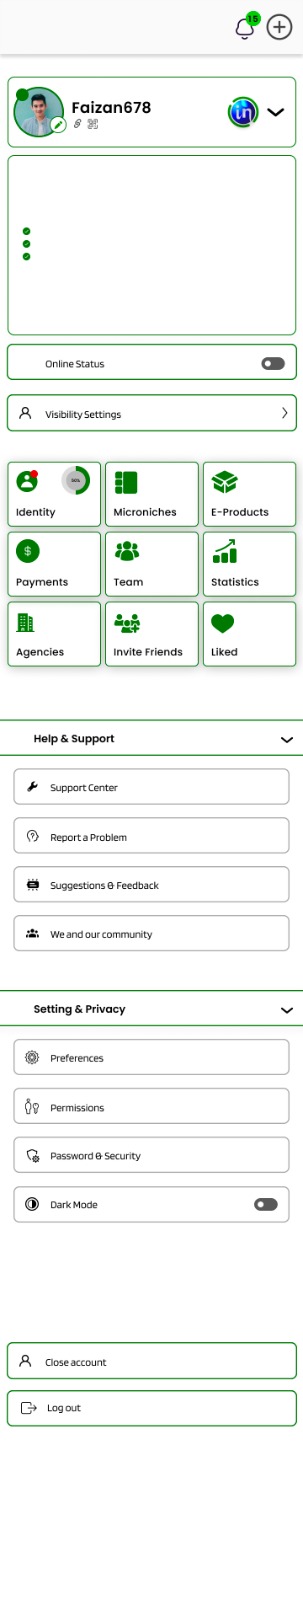 15
Faizan678
in
Online Status
Visibility Settings
50%
Identity
Microniches
E-Products
$
Payments
Team
Statistics
Agencies
Invite Friends
Liked
Help & Support
Support Center
Report a Problem
Suggestions & Feedback
We and our community
Setting & Privacy
Preferences
Permissions
Password & Security
Dark Mode
Close account
Log out